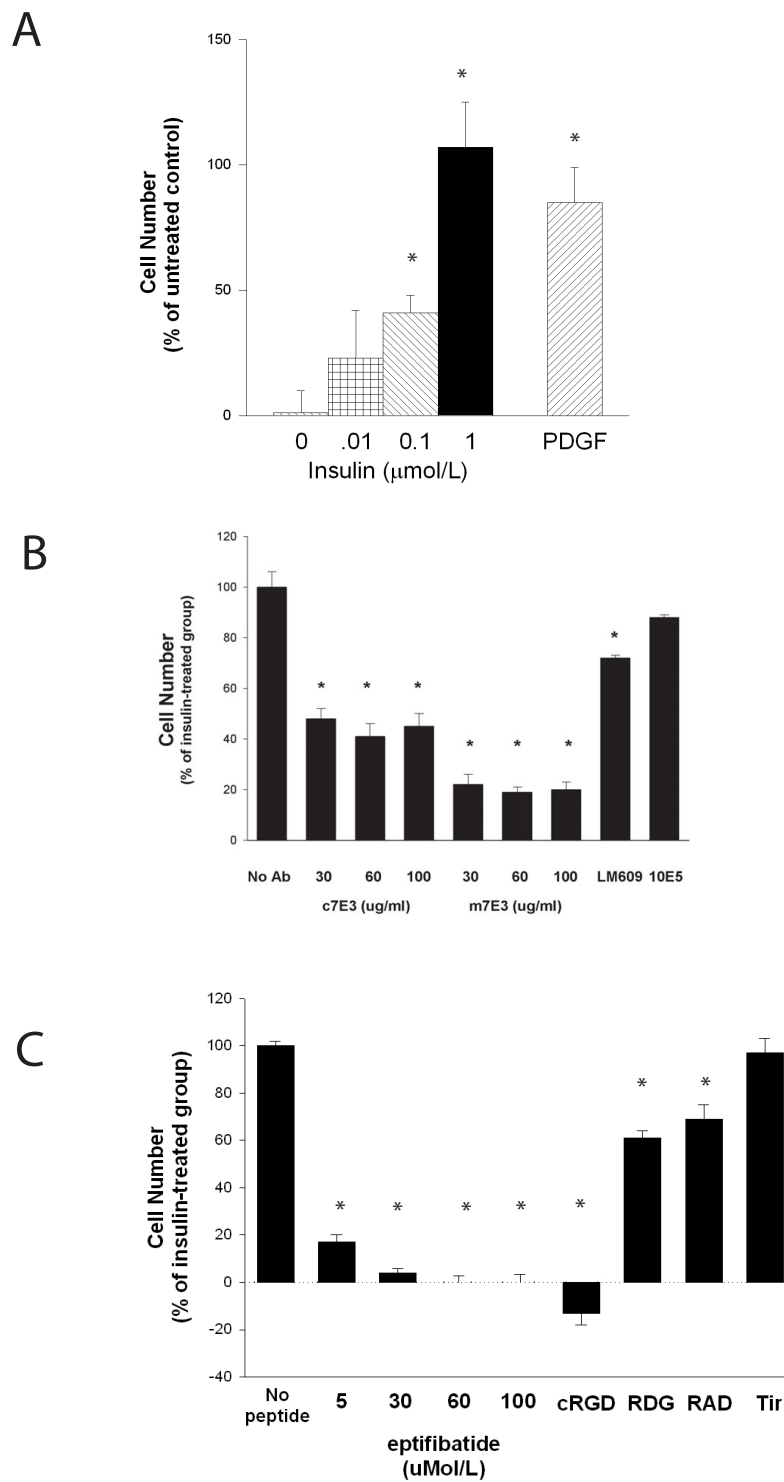 A
150
100
50
0
Cell Number
(% of untreated control)
*
*
*
0 .01 0.1 1 PDGF
Insulin (μmol/L)
B
120
100
80
60
40
20
0
Cell Number
(% of insulin-treated group)
* * * * * * *
No Ab 30 60 100 30 60 100 LM609 10E5
c7E3 (ug/ml) m7E3 (ug/ml)
C
120
100
80
60
40
20
0
-20
-40
Cell Number
(% of insulin-treated group)
* * * * * * *
No
peptide 5 30 60 100 cRGD RDG RAD Tir
eptifibatide
(uMol/L)